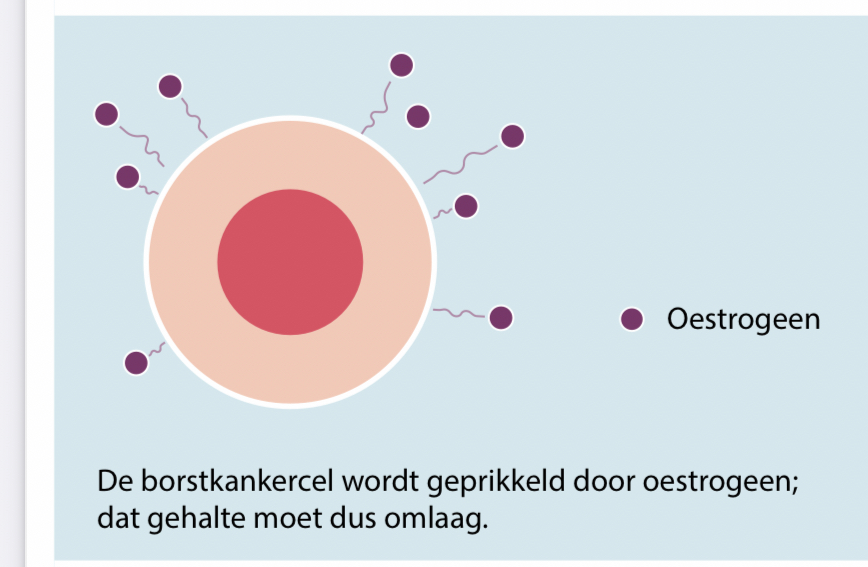 Oestrogeen
De borstkankercel wordt geprikkeld door oestrogeen;
dat gehalte moet dus omlaag.